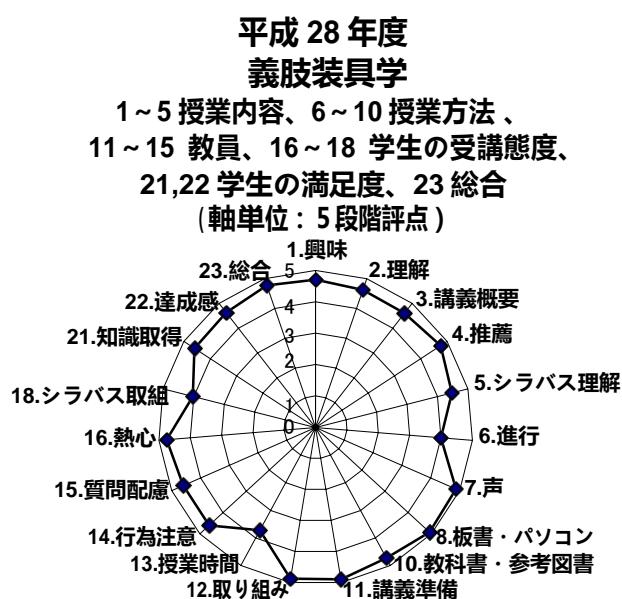 平成 28 年度
義肢装具学
1～5 授業内容、6～10 授業方法 、
11～15 教員、16～18 学生の受講態度、
21,22 学生の満足度、23 総合
(軸単位：５段階評点 )
1.興味
2.理解
3.講義概要
4.推薦
5.シラバス理解
6.進行
7.声
8.板書・パソコン
10.教科書・参考図書
11.講義準備
12.取り組み
13.授業時間
14.行為注意
15.質問配慮
16.熱心
18.シラバス取組
21.知識取得
22.達成感
23.総合
5
4
3
2
1
0